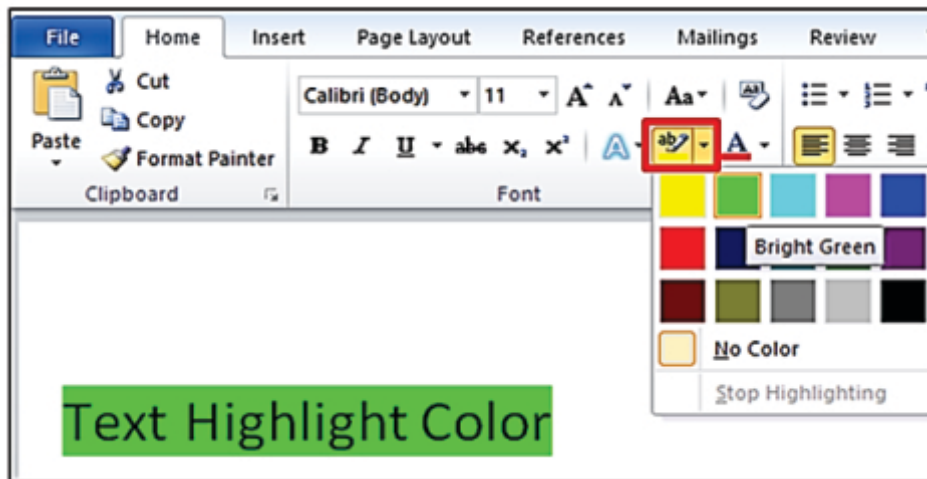 File Home Insert Page Layout References Mailings Review
Cut
Calibri (Body) 11 A A Aa
Copy
Paste
Format Painter
B I U abc x₂ x² A ab A
Clipboard Font
Bright Green
No Color
Stop Highlighting
Text Highlight Color